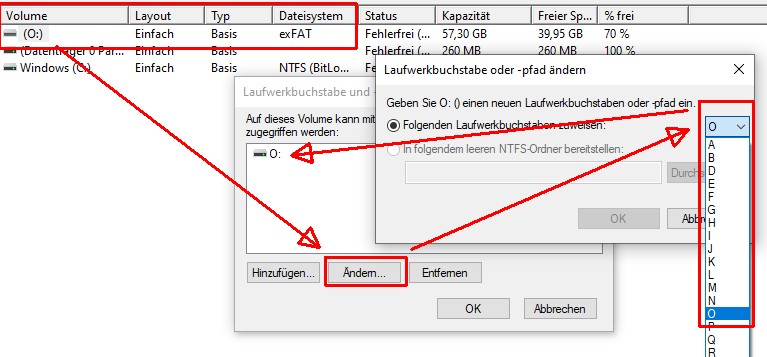 Volume Layout Typ Dateisystem Status Kapazität Freier Sp... % frei
(O:) Einfach Basis exFAT Fehlerfrei (... 57,30 GB 39,95 GB 70 %
(Datenträger 0 Par... Einfach Basis Fehlerfrei (... 260 MB 260 MB 100 %
Windows (C:) Einfach Basis NTFS (BitLo... Fehlerfrei
Laufwerkbuchstabe und -
Auf dieses Volume kann mit
zugegriffen werden:
O:
Hinzufügen... Ändern... Entfernen
OK Abbrechen
Laufwerkbuchstabe oder -pfad ändern
Geben Sie O: () einen neuen Laufwerkbuchstaben oder -pfad ein.
Folgenden Laufwerkbuchstaben zuweisen:
In folgendem leeren NTFS-Ordner bereitstellen:
Durchs
OK Abbr
O
A
B
D
E
F
G
H
I
J
K
L
M
N
O
P
Q
R